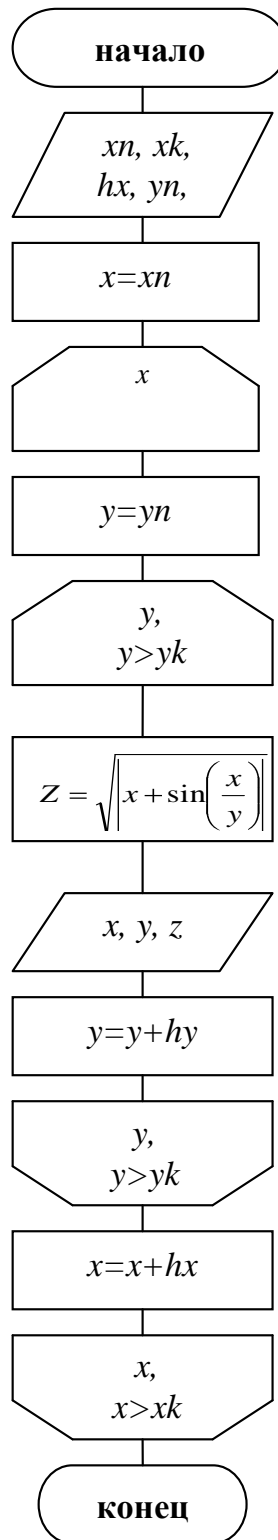 начало
xn, xk,
hx, yn,
x=xn
x
y=yn
y,
y>yk
Z = √|x + sin(x/y)|
x, y, z
y=y+hy
y,
y>yk
x=x+hx
x,
x>xk
конец